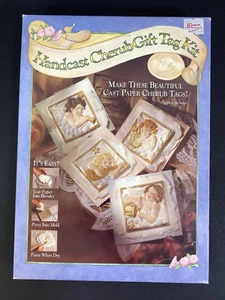 Handcast Cherub Gift Tag Kit
MAKE THESE BEAUTIFUL
CAST PAPER CHERUB TAGS!
IT'S EASY!
Tear Paper
Into Blender
Press Into Mold
Paint When Dry